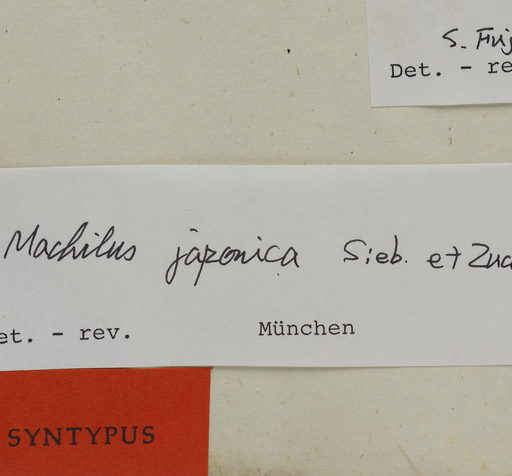 S. Fuj
Det. - re
Machilus japonica Sieb. et Zuc
et. - rev. München
SYNTYPUS